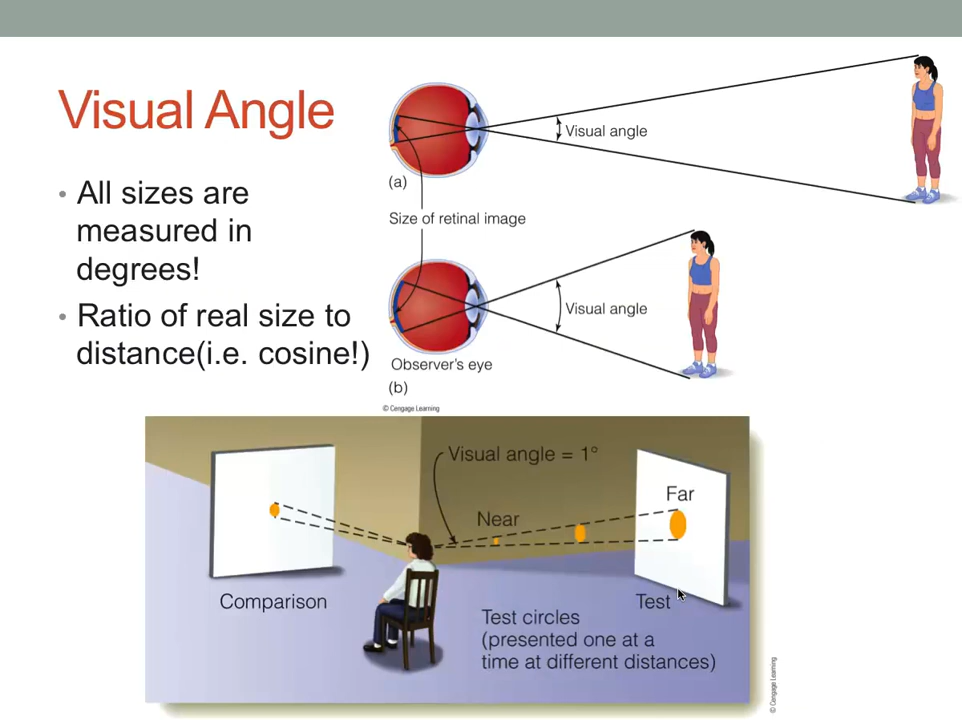 Visual Angle
• All sizes are
measured in
degrees!
• Ratio of real size to
distance(i.e. cosine!)
Visual angle
(a)
Size of retinal image
Visual angle
Observer's eye
(b)
© Cengage Learning
Visual angle = 1°
Far
Near
Comparison
Test
Test circles
(presented one at a
time at different distances)
© Cengage Learning